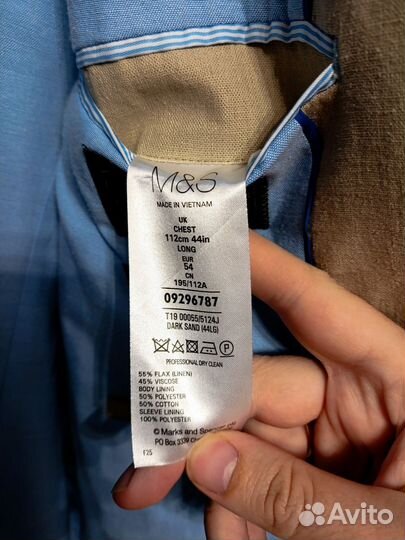 M&S
MADE IN VIETNAM
UK
CHEST
112cm 44in
LONG
EUR
54
CN
195/112A
09296787
T19 00055/5124J
DARK SAND (44LG)
P
PROFESSIONAL DRY CLEAN
55% FLAX (LINEN)
45% VISCOSE
BODY LINING
50% POLYESTER
50% COTTON
SLEEVE LINING
100% POLYESTER
© Marks and Spencer
PO Box 3339
F25
Avito